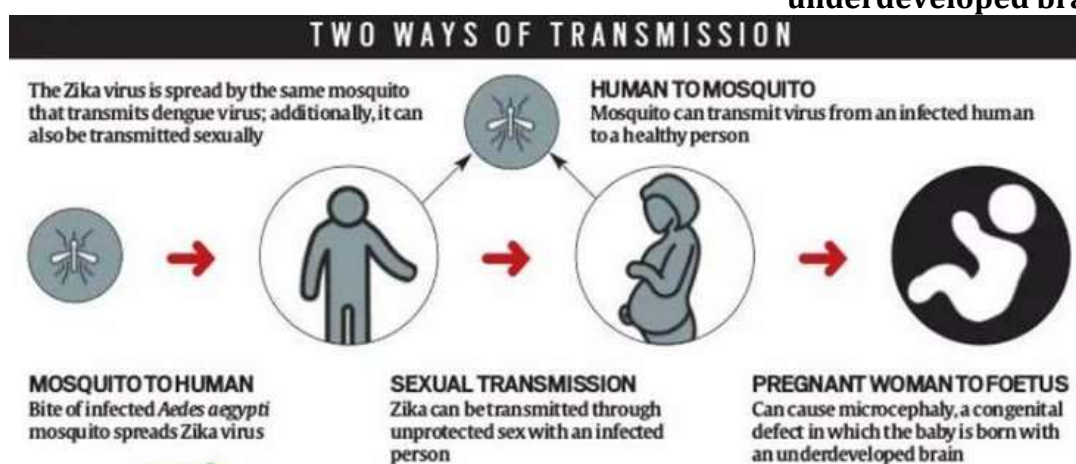 underdeveloped bra
TWO WAYS OF TRANSMISSION
The Zika virus is spread by the same mosquito
that transmits dengue virus; additionally, it can
also be transmitted sexually
HUMAN TO MOSQUITO
Mosquito can transmit virus from an infected human
to a healthy person
MOSQUITO TO HUMAN
Bite of infected Aedes aegypti
mosquito spreads Zika virus
SEXUAL TRANSMISSION
Zika can be transmitted through
unprotected sex with an infected
person
PREGNANT WOMAN TO FOETUS
Can cause microcephaly, a congenital
defect in which the baby is born with
an underdeveloped brain